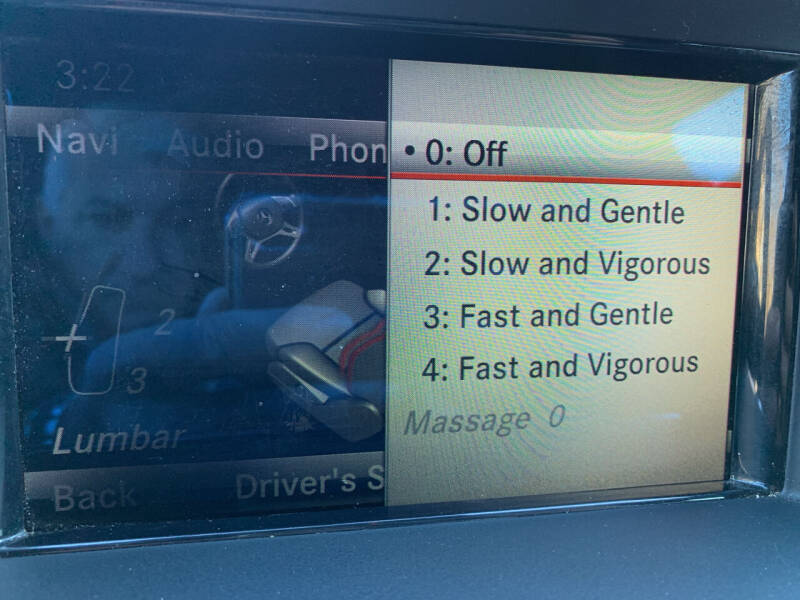 3:22
Navi Audio Phon
• 0: Off
1: Slow and Gentle
2: Slow and Vigorous
3: Fast and Gentle
4: Fast and Vigorous
Massage 0
2
3
Lumbar
Back Driver's S